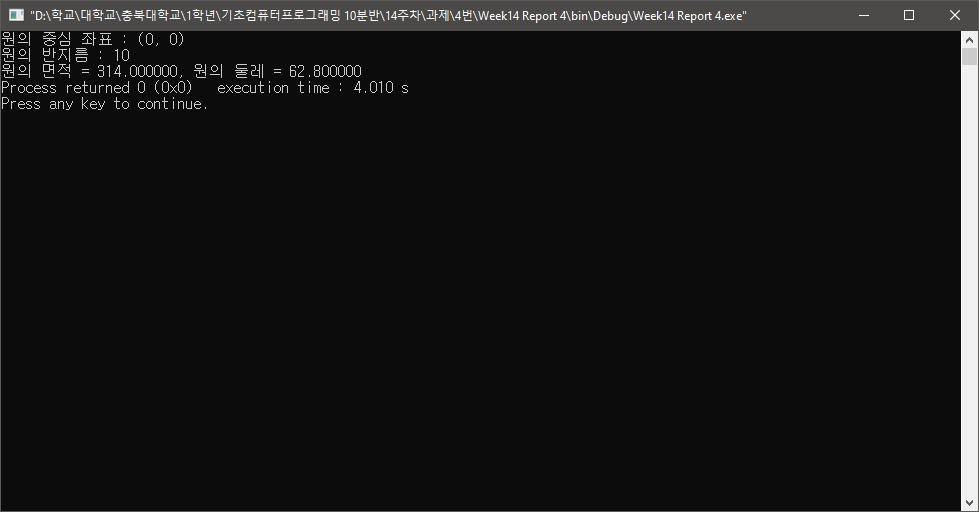 "D:\학교\대학교\충북대학교\1학년\기초컴퓨터프로그래밍 10분반\14주차\과제\4번\Week14 Report 4\bin\Debug\Week14 Report 4.exe"
원의 중심 좌표 : (0, 0)
원의 반지름 : 10
원의 면적 = 314.000000, 원의 둘레 = 62.800000
Process returned 0 (0x0)   execution time : 4.010 s
Press any key to continue.